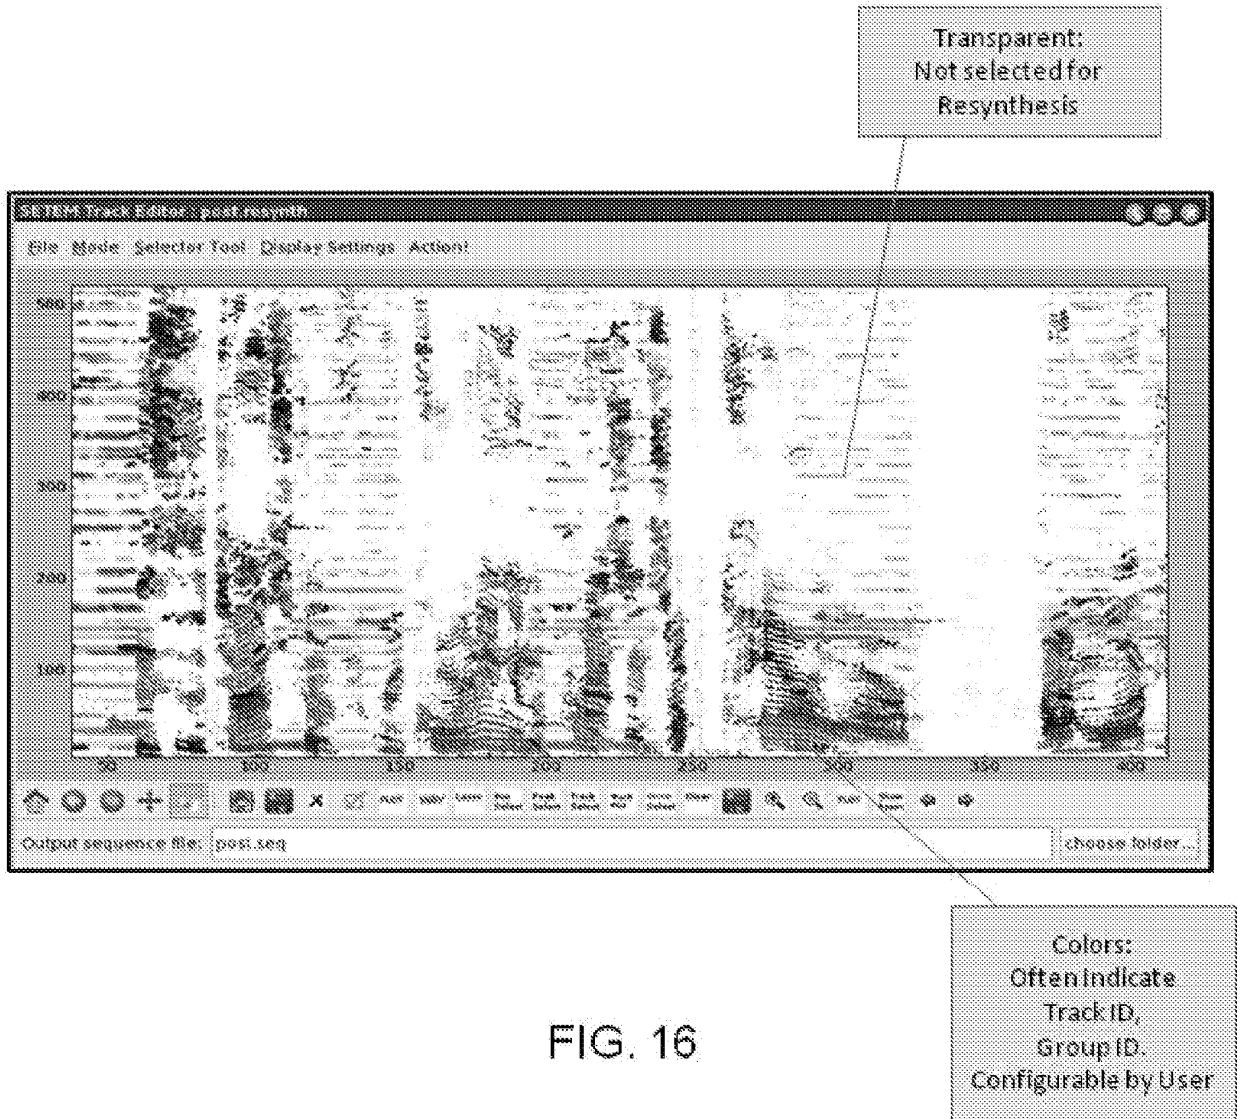 Transparent:
Not selected for
Resynthesis
SETEM Track Editor : post.resynth
File Mode Selector Tool Display Settings Action!
500
400
300
200
100
50 100 150 200 250 300 350 400
Output sequence file: post.seq choose folder...
Colors:
Often Indicate
Track ID,
Group ID.
Configurable by User
FIG. 16